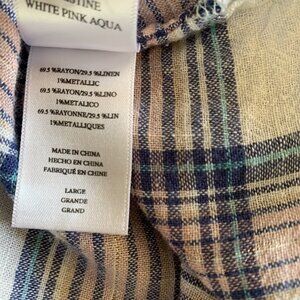 WHITE PINK AQUA
69.5 %RAYON/29.5 %LINEN
1%METALLIC
69.5 %RAYON/29.5 %LINO
1%METALICO
69.5 %RAYONNE/29.5 %LIN
1%METALLIQUES
MADE IN CHINA
HECHO EN CHINA
FABRIQUÉ EN CHINE
LARGE
GRANDE
GRAND